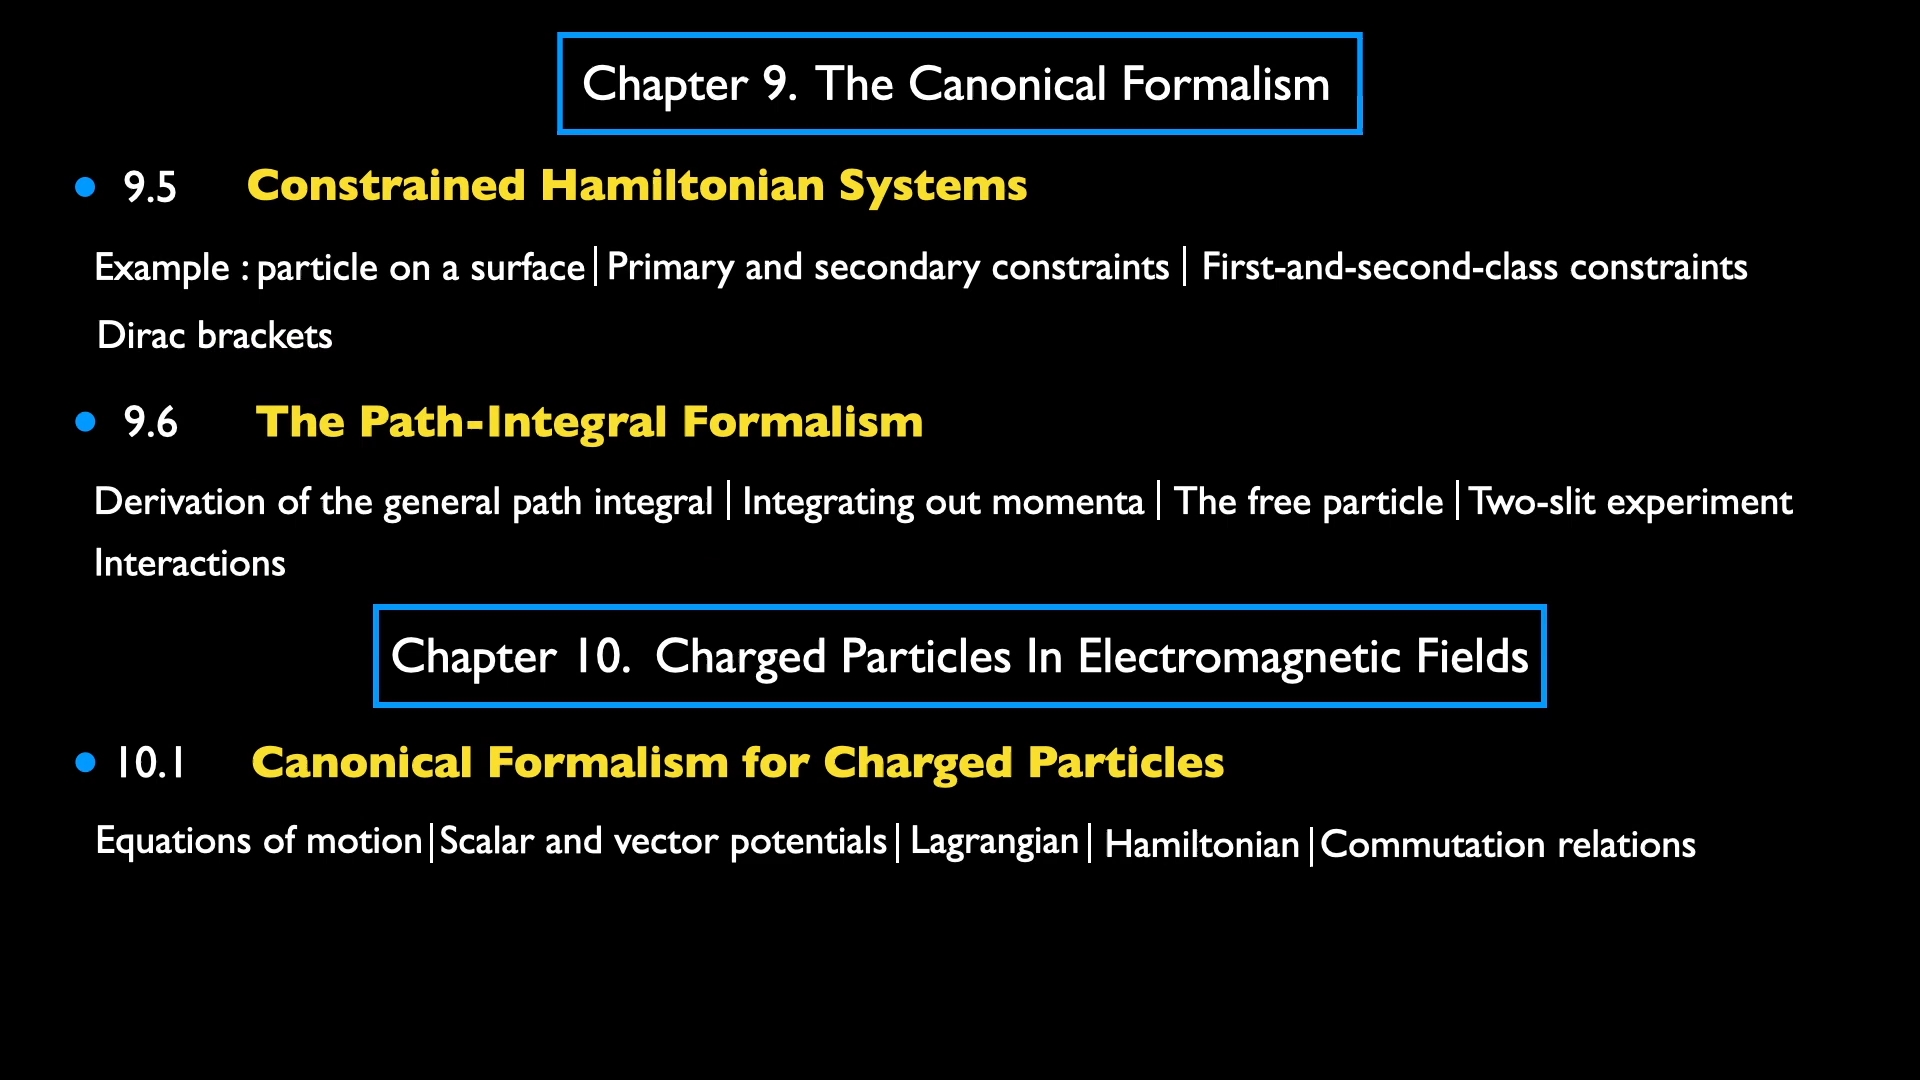 Chapter 9. The Canonical Formalism
• 9.5 Constrained Hamiltonian Systems
Example : particle on a surface | Primary and secondary constraints | First-and-second-class constraints
Dirac brackets
• 9.6 The Path-Integral Formalism
Derivation of the general path integral | Integrating out momenta | The free particle | Two-slit experiment
Interactions
Chapter 10. Charged Particles In Electromagnetic Fields
• 10.1 Canonical Formalism for Charged Particles
Equations of motion | Scalar and vector potentials | Lagrangian | Hamiltonian | Commutation relations